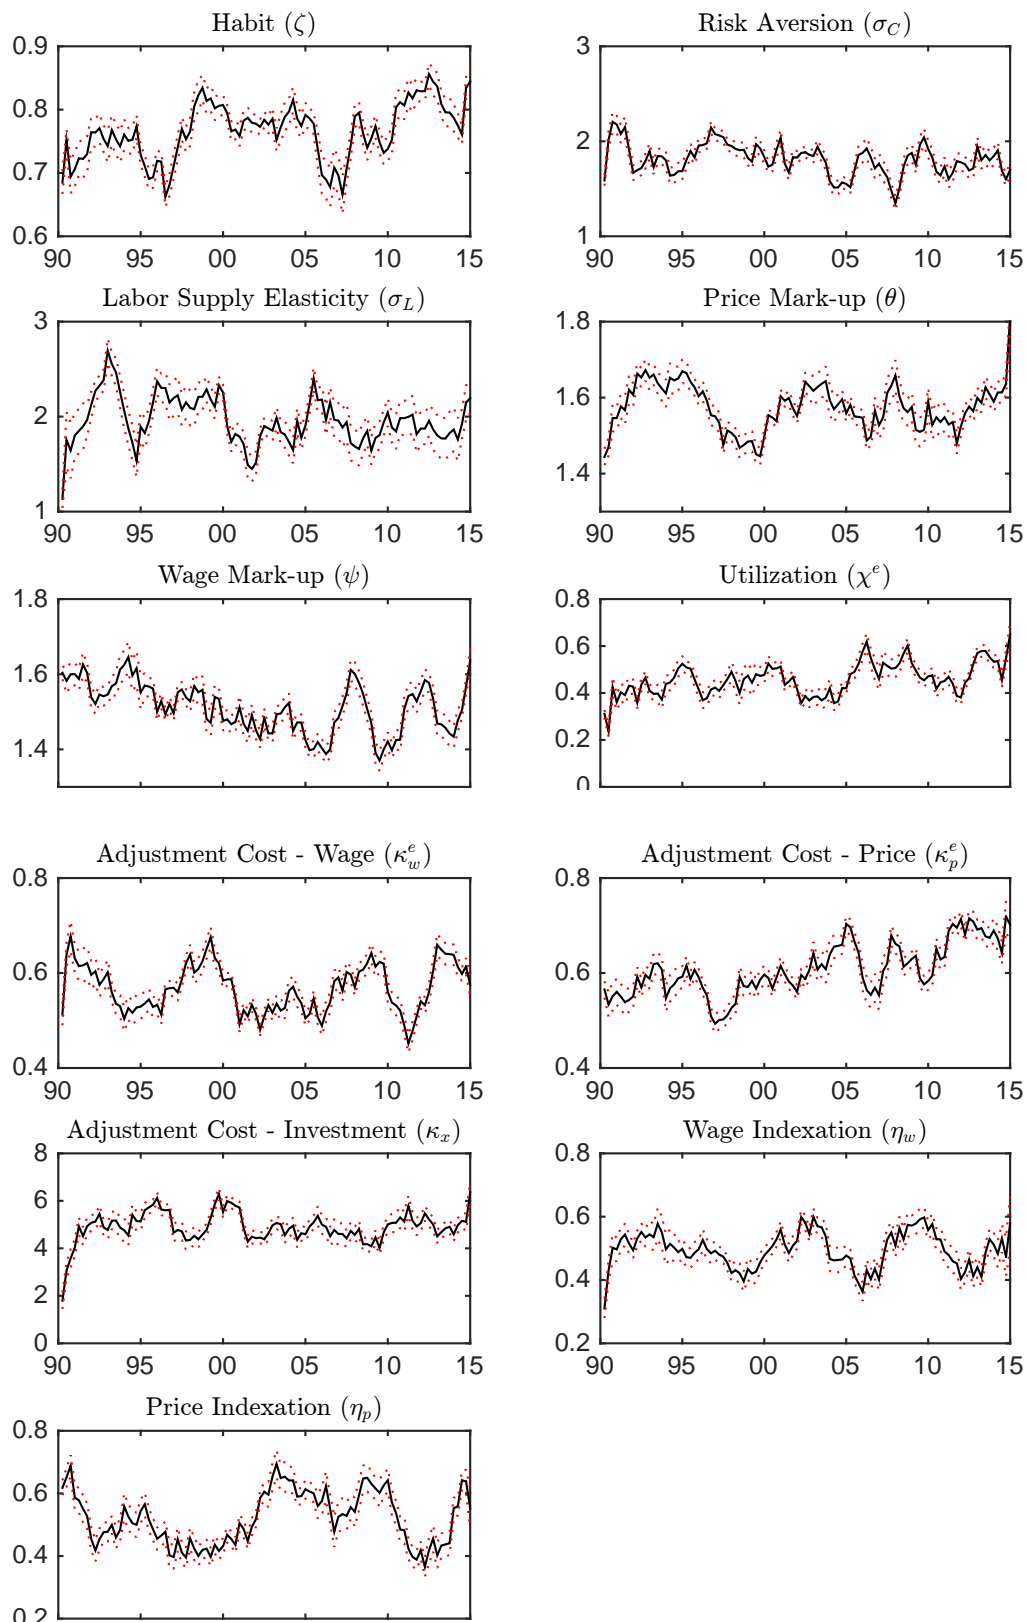 Habit (ζ)
0.9
0.8
0.7
0.6
90 95 00 05 10 15
Risk Aversion (σ_C)
3
2
1
90 95 00 05 10 15
Labor Supply Elasticity (σ_L)
3
2
1
90 95 00 05 10 15
Price Mark-up (θ)
1.8
1.6
1.4
90 95 00 05 10 15
Wage Mark-up (ψ)
1.8
1.6
1.4
Utilization (χ^e)
0.8
0.6
0.4
0.2
0
Adjustment Cost - Wage (κ_w^e)
0.8
0.6
0.4
90 95 00 05 10 15
Adjustment Cost - Price (κ_p^e)
0.8
0.6
0.4
90 95 00 05 10 15
Adjustment Cost - Investment (κ_x)
8
6
4
2
0
90 95 00 05 10 15
Wage Indexation (η_w)
0.8
0.6
0.4
0.2
90 95 00 05 10 15
Price Indexation (η_p)
0.8
0.6
0.4
0.2